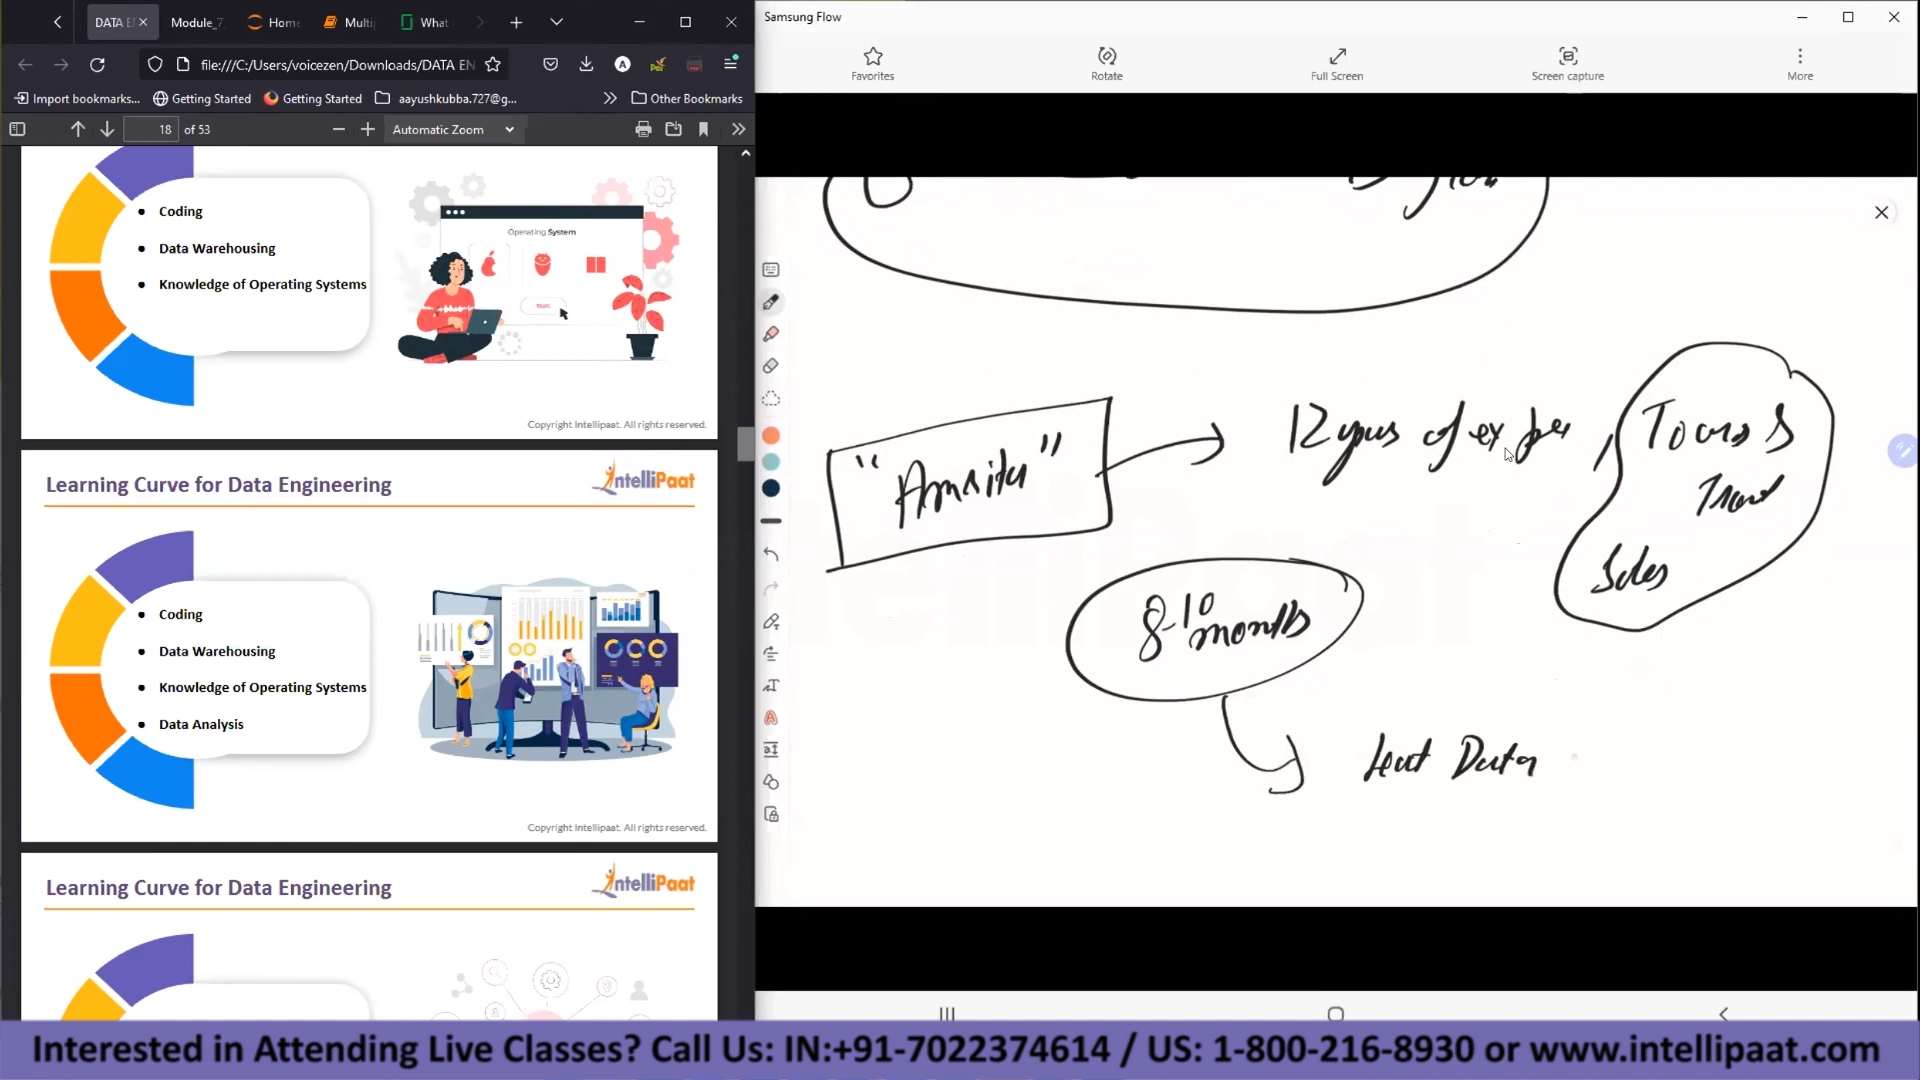 DATA E
Module_7
Home
Multi
What
file:///C:/Users/voicezen/Downloads/DATA EN
Import bookmarks...
Getting Started
Getting Started
aayushkubba.727@g...
Other Bookmarks
18 of 53
Automatic Zoom
Coding
Data Warehousing
Knowledge of Operating Systems
Operating System
Copyright Intellipaat. All rights reserved.
Learning Curve for Data Engineering
IntelliPaat
Coding
Data Warehousing
Knowledge of Operating Systems
Data Analysis
Copyright Intellipaat. All rights reserved.
Learning Curve for Data Engineering
IntelliPaat
Samsung Flow
Favorites
Rotate
Full Screen
Screen capture
More
"Amrita"
12 years of exper
Tours &
Travel
Sales
8-10
months
Data
Interested in Attending Live Classes? Call Us: IN:+91-7022374614 / US: 1-800-216-8930 or www.intellipaat.com